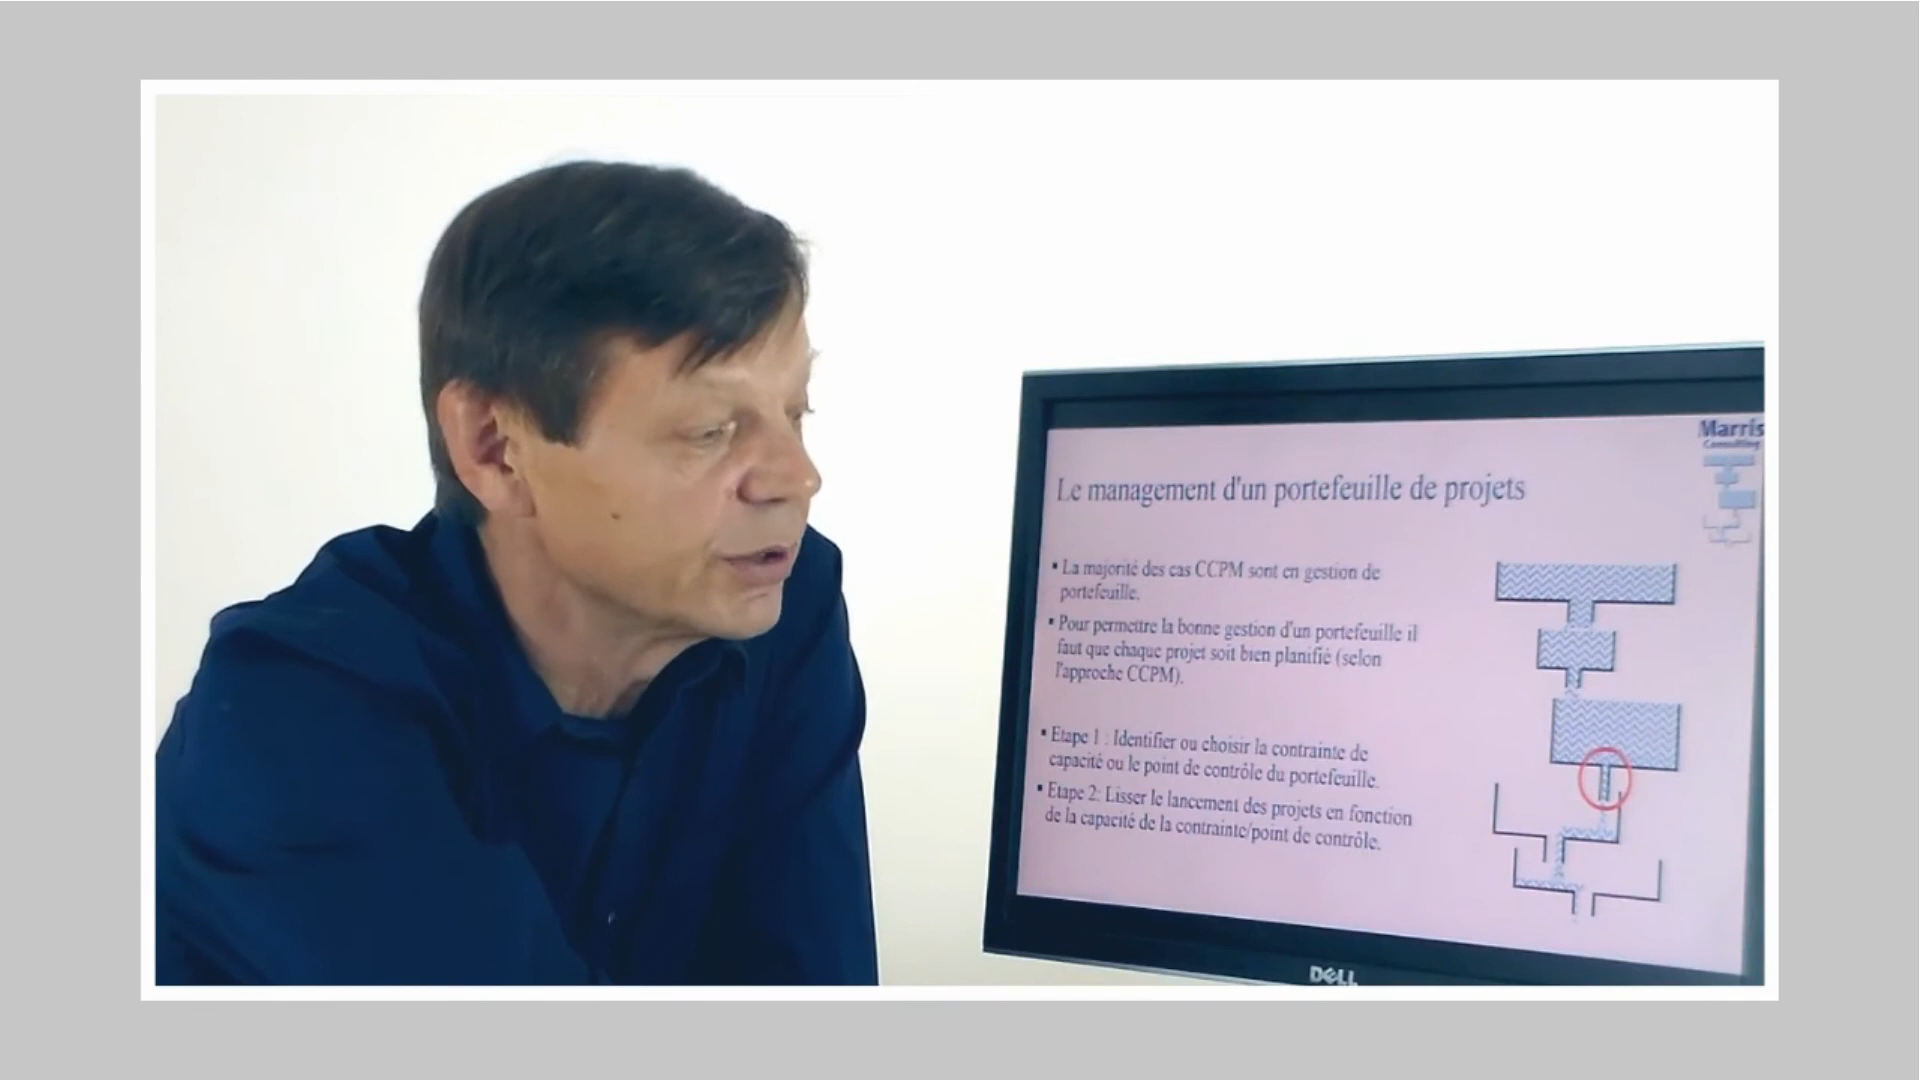 Marris
Consulting
Le management d'un portefeuille de projets
▪ La majorité des cas CCPM sont en gestion de
portefeuille.
▪ Pour permettre la bonne gestion d'un portefeuille il
faut que chaque projet soit bien planifié (selon
l'approche CCPM).
▪ Etape 1 : Identifier ou choisir la contrainte de
capacité ou le point de contrôle du portefeuille.
▪ Etape 2: Lisser le lancement des projets en fonction
de la capacité de la contrainte/point de contrôle.
DELL